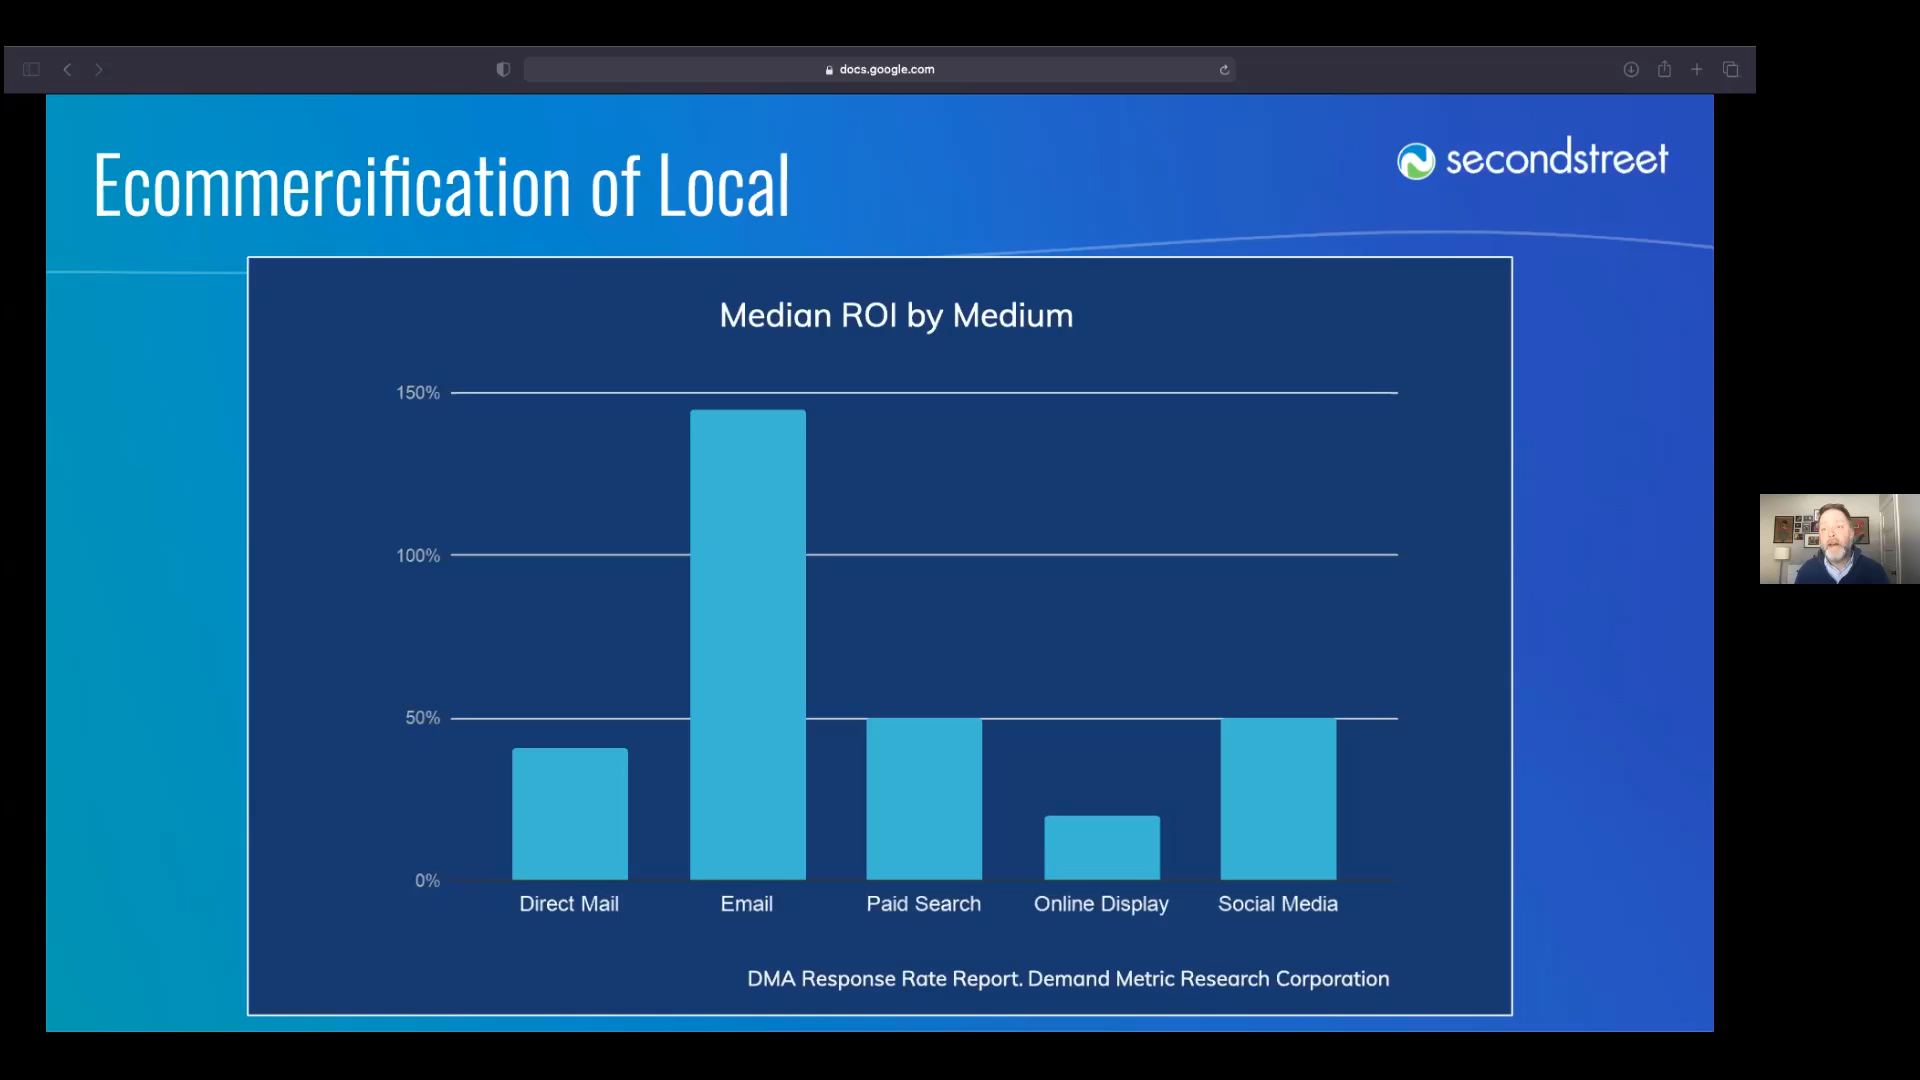 docs.google.com
Ecommercification of Local
secondstreet
Median ROI by Medium
150%
100%
50%
0%
Direct Mail
Email
Paid Search
Online Display
Social Media
DMA Response Rate Report. Demand Metric Research Corporation